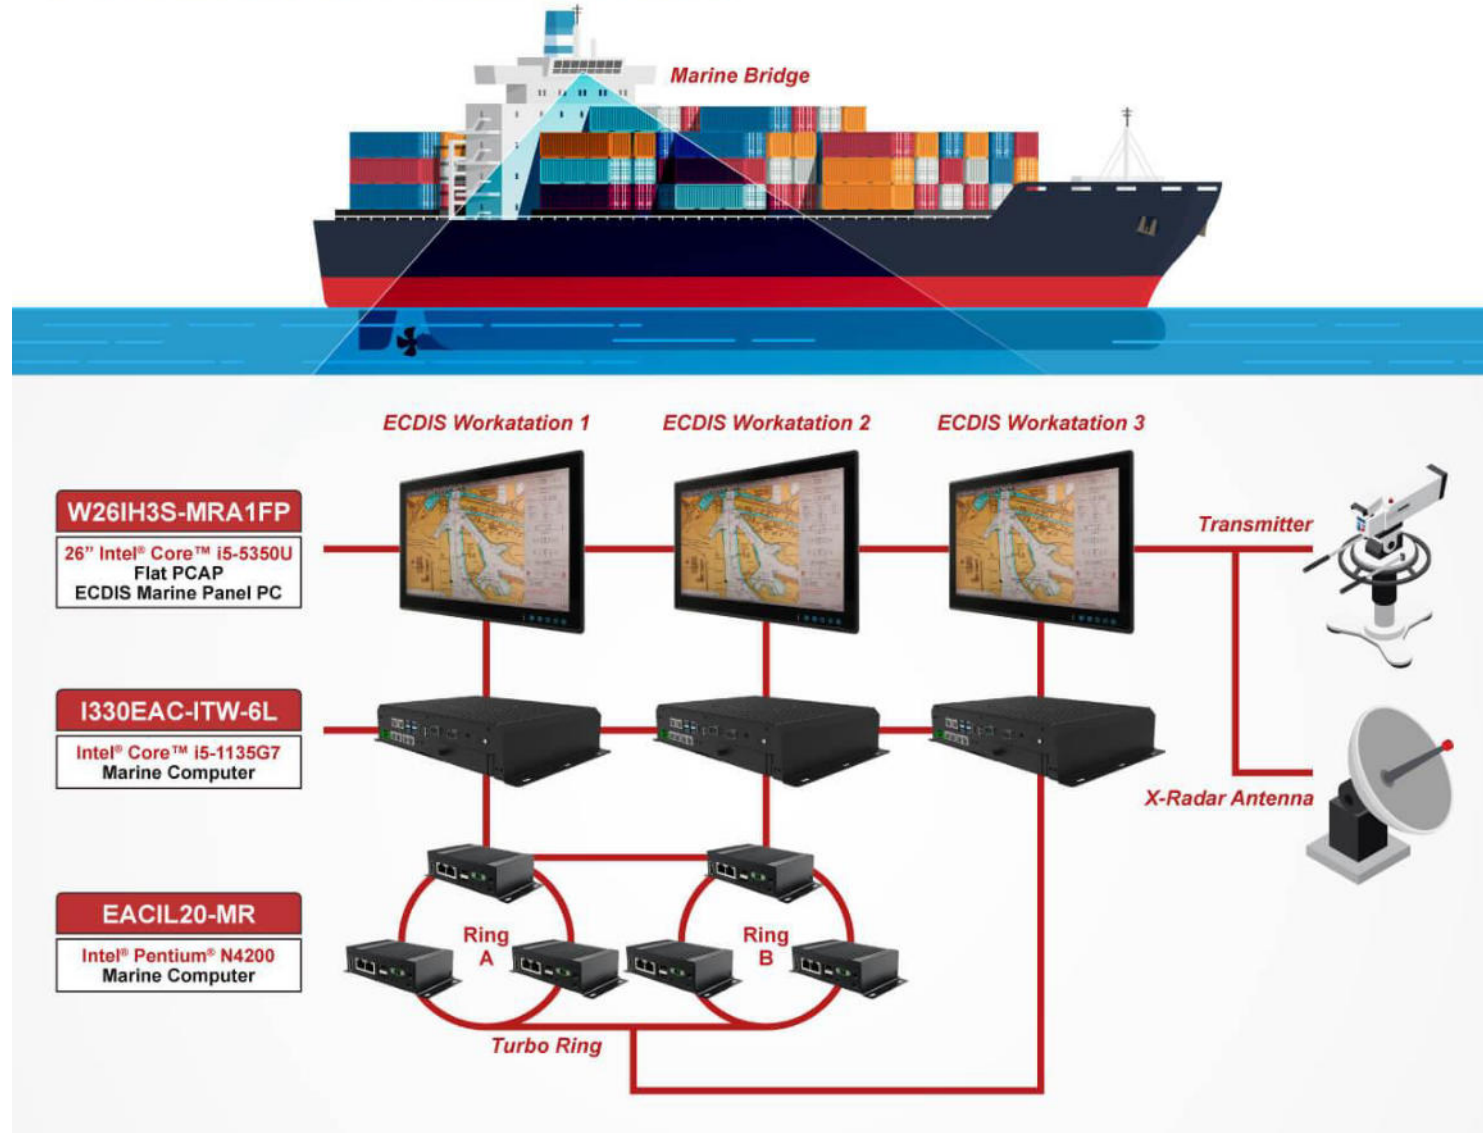 Marine Bridge
ECDIS Workatation 1
ECDIS Workatation 2
ECDIS Workatation 3
W26IH3S-MRA1FP
26” Intel® Core™ i5-5350U
Flat PCAP
ECDIS Marine Panel PC
Transmitter
I330EAC-ITW-6L
Intel® Core™ i5-1135G7
Marine Computer
X-Radar Antenna
EACIL20-MR
Intel® Pentium® N4200
Marine Computer
Ring
A
Ring
B
Turbo Ring